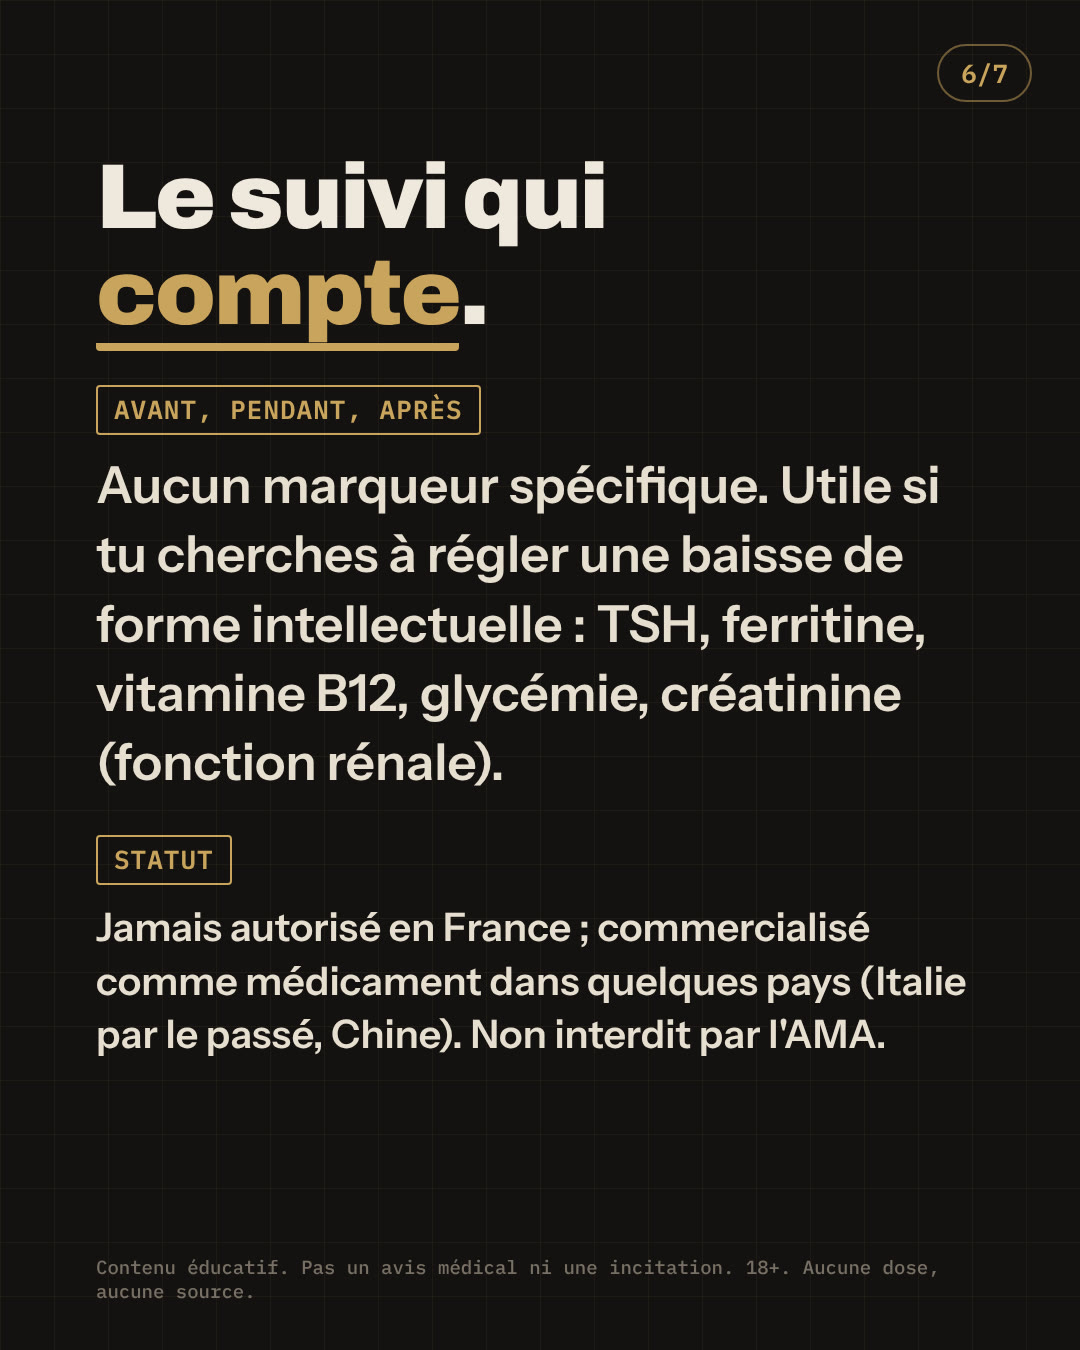 6/7
Le suivi qui
compte.
AVANT, PENDANT, APRÈS
Aucun marqueur spécifique. Utile si
tu cherches à régler une baisse de
forme intellectuelle : TSH, ferritine,
vitamine B12, glycémie, créatinine
(fonction rénale).
STATUT
Jamais autorisé en France ; commercialisé
comme médicament dans quelques pays (Italie
par le passé, Chine). Non interdit par l'AMA.
Contenu éducatif. Pas un avis médical ni une incitation. 18+. Aucune dose,
aucune source.